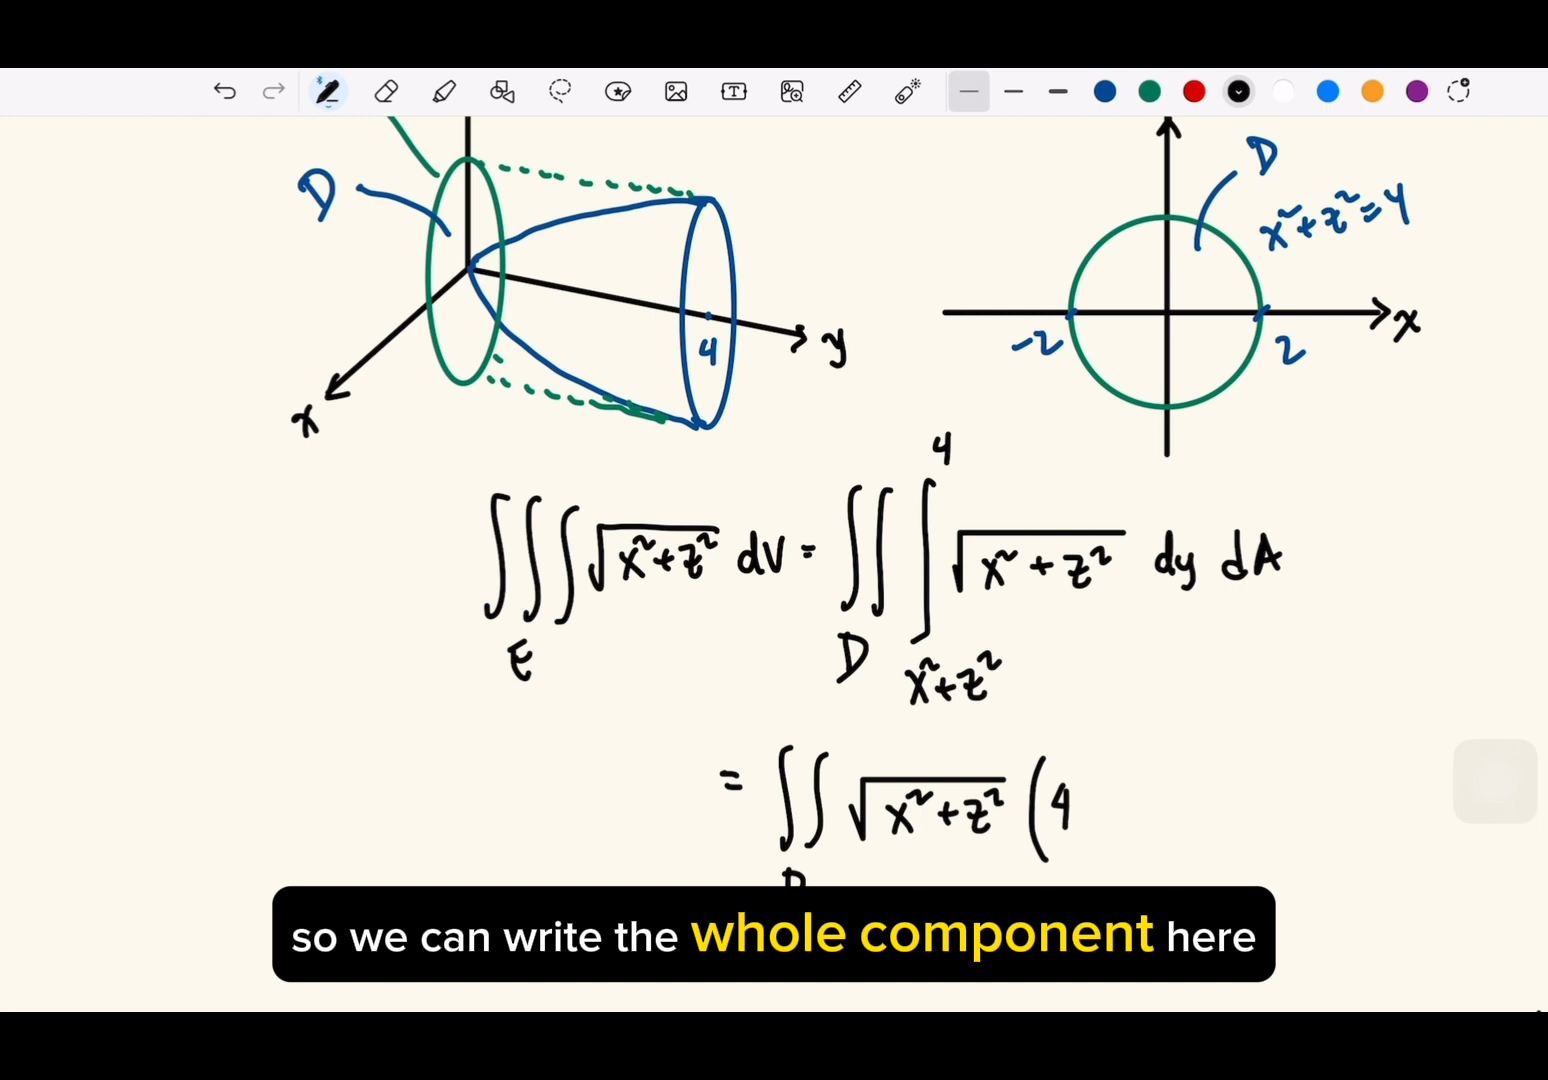 D
D
x²+z²=4
-2
2
x
4
y
x
∭ √(x²+z²) dV = ∬ ∫ √(x²+z²) dy dA
4
E
D
x²+z²
= ∬ √(x²+z²) (4
D
so we can write the whole component here